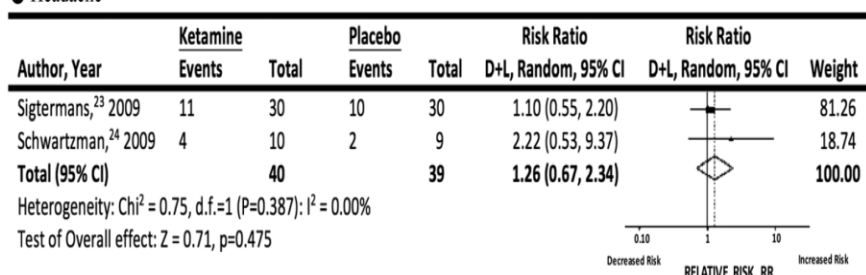 Headache
Ketamine Placebo Risk Ratio Risk Ratio
Author, Year Events Total Events Total D+L, Random, 95% CI D+L, Random, 95% CI Weight
Sigtermans,23 2009 11 30 10 30 1.10 (0.55, 2.20) 81.26
Schwartzman,24 2009 4 10 2 9 2.22 (0.53, 9.37) 18.74
Total (95% CI) 40 39 1.26 (0.67, 2.34) 100.00
Heterogeneity: Chi2 = 0.75, d.f.=1 (P=0.387): I2 = 0.00%
Test of Overall effect: Z = 0.71, p=0.475
0.10 1 10
Decreased Risk RELATIVE RISK, RR Increased Risk